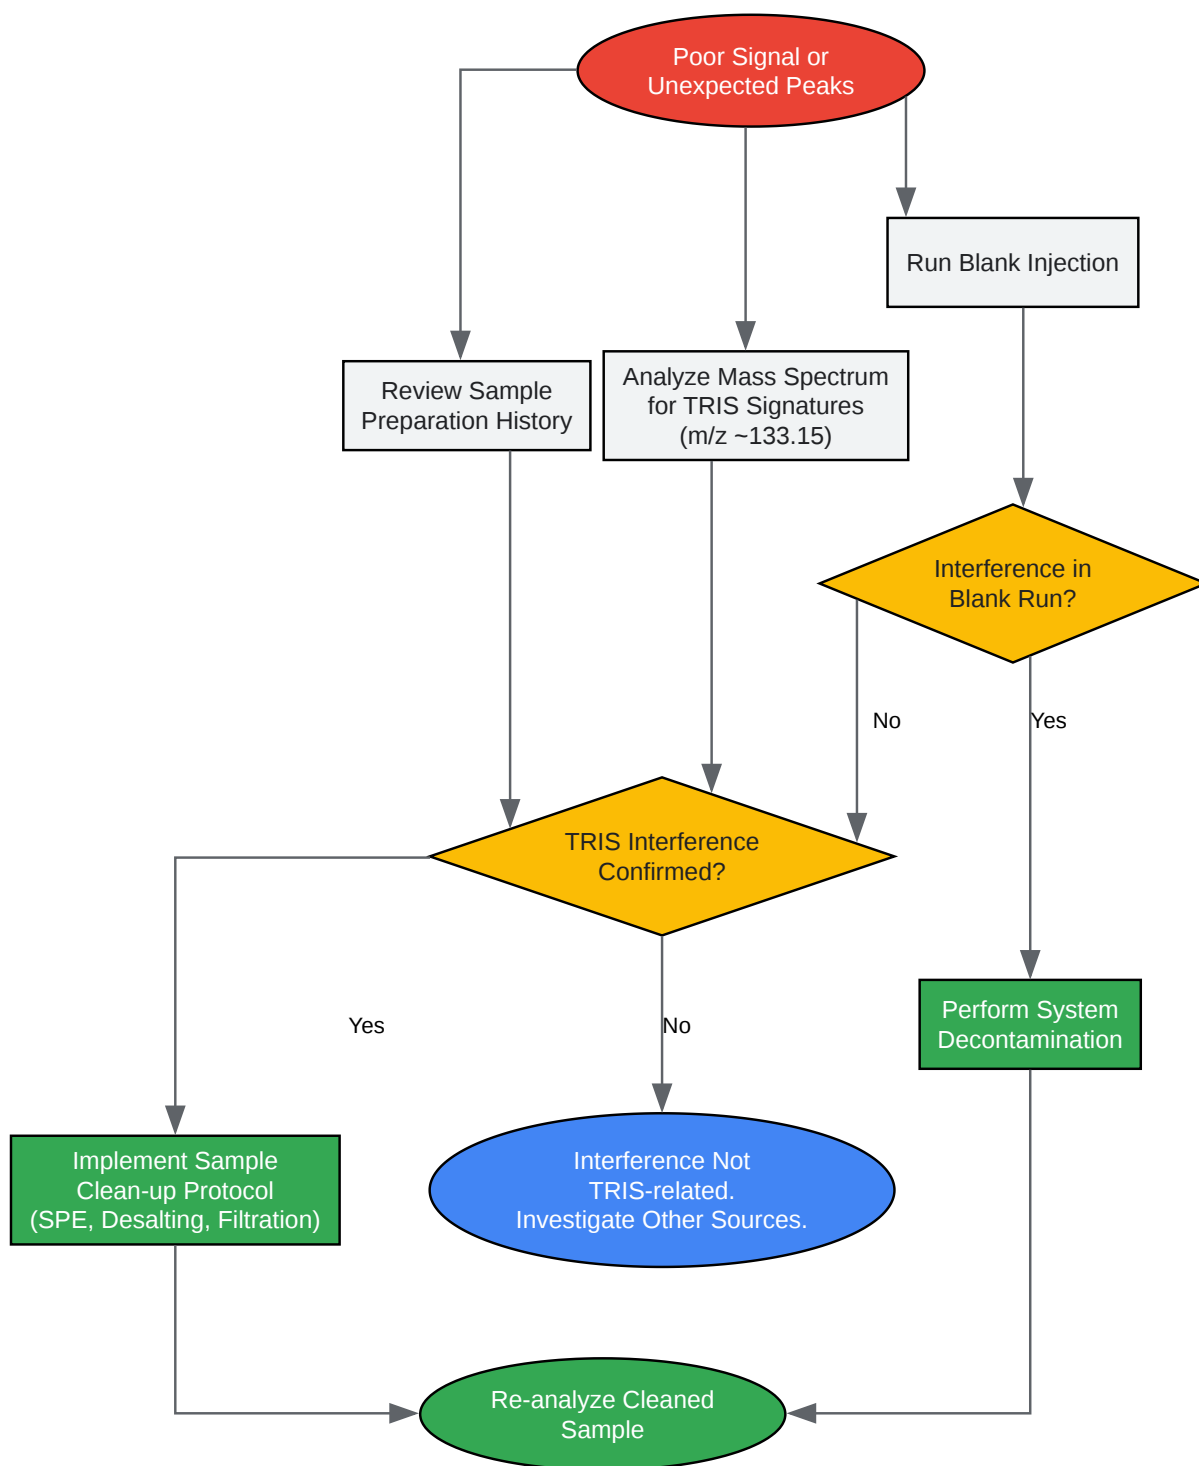 Poor Signal or
Unexpected Peaks
Run Blank Injection
Review Sample
Preparation History
Analyze Mass Spectrum
for TRIS Signatures
(m/z ~133.15)
Interference in
Blank Run?
No
Yes
TRIS Interference
Confirmed?
Yes
No
Perform System
Decontamination
Implement Sample
Clean-up Protocol
(SPE, Desalting, Filtration)
Interference Not
TRIS-related.
Investigate Other Sources.
Re-analyze Cleaned
Sample